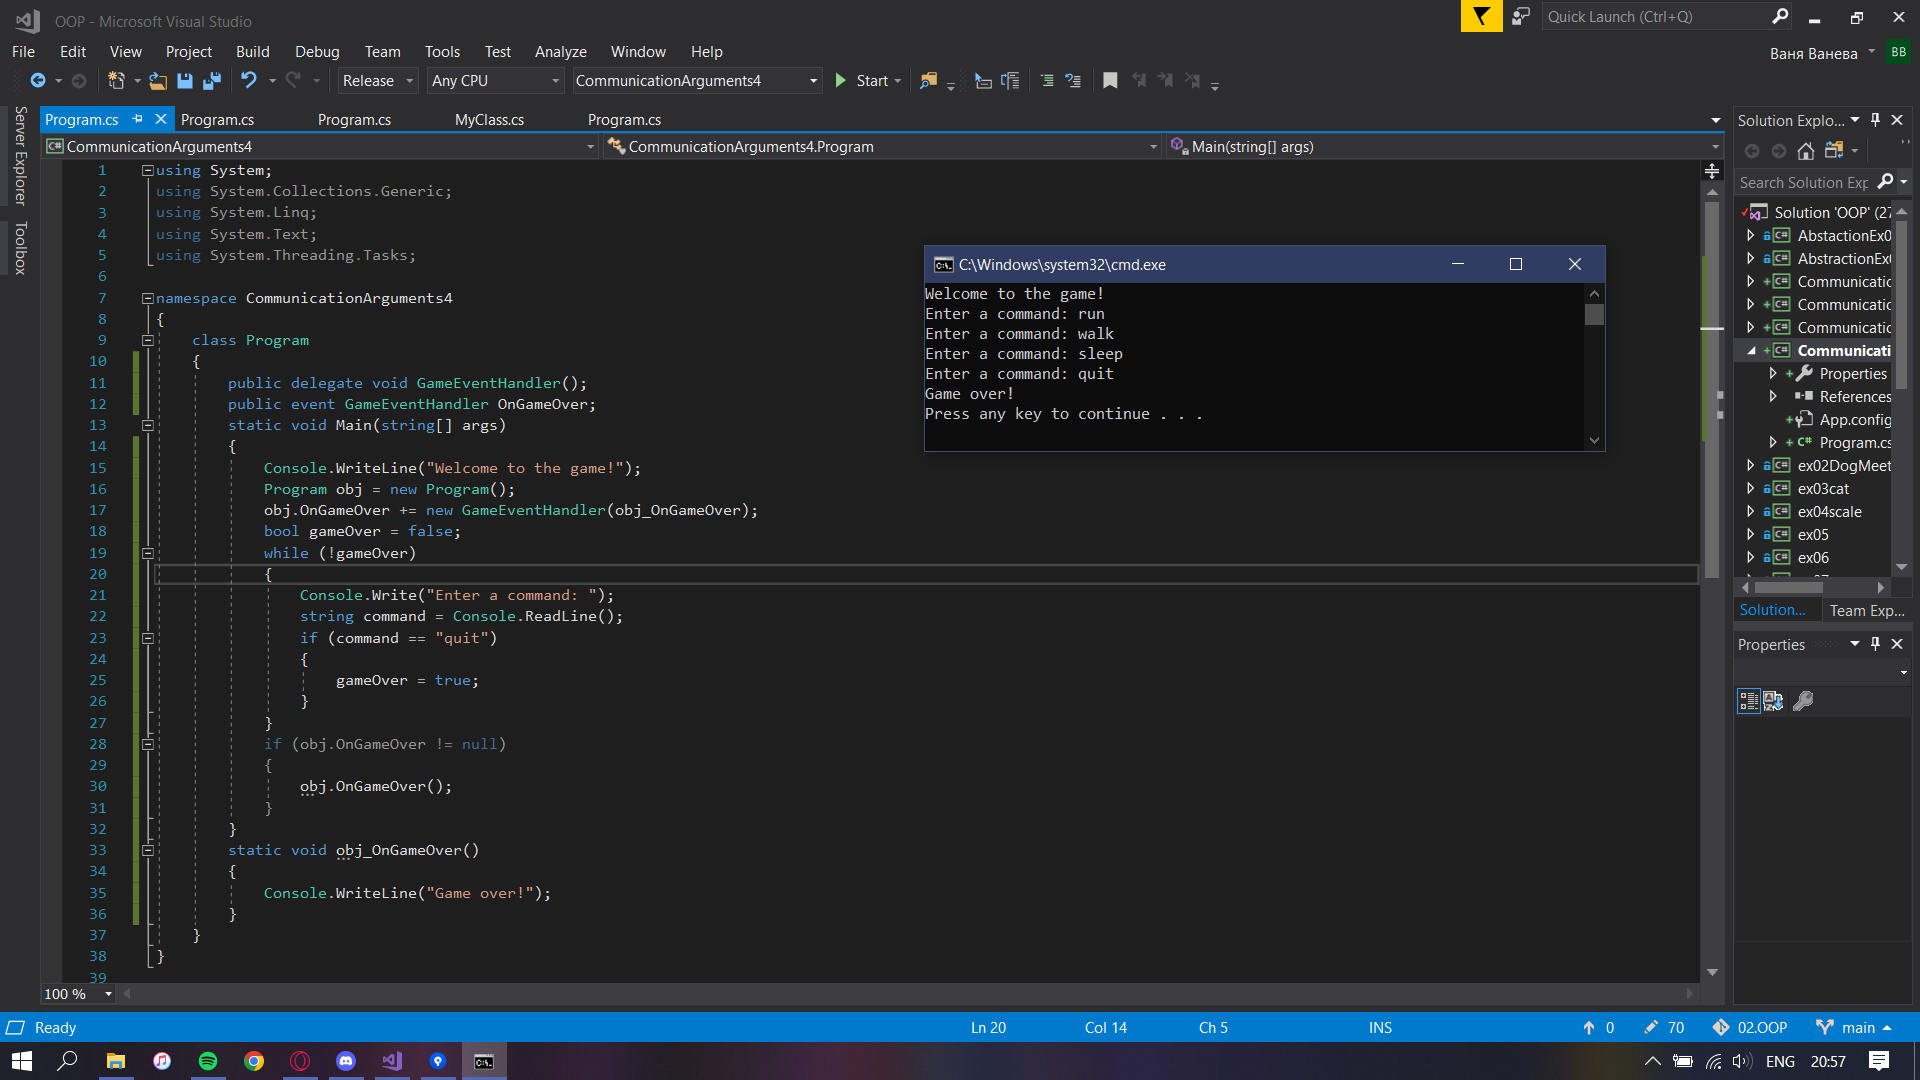 OOP - Microsoft Visual Studio
Quick Launch (Ctrl+Q)
File Edit View Project Build Debug Team Tools Test Analyze Window Help
Ваня Ванева BB
Release Any CPU CommunicationArguments4 Start
Server Explorer
Toolbox
Program.cs Program.cs Program.cs MyClass.cs Program.cs
CommunicationArguments4 CommunicationArguments4.Program Main(string[] args)
1 using System;
2 using System.Collections.Generic;
3 using System.Linq;
4 using System.Text;
5 using System.Threading.Tasks;
6
7 namespace CommunicationArguments4
8 {
9 class Program
10 {
11 public delegate void GameEventHandler();
12 public event GameEventHandler OnGameOver;
13 static void Main(string[] args)
14 {
15 Console.WriteLine("Welcome to the game!");
16 Program obj = new Program();
17 obj.OnGameOver += new GameEventHandler(obj_OnGameOver);
18 bool gameOver = false;
19 while (!gameOver)
20 {
21 Console.Write("Enter a command: ");
22 string command = Console.ReadLine();
23 if (command == "quit")
24 {
25 gameOver = true;
26 }
27 }
28 if (obj.OnGameOver != null)
29 {
30 obj.OnGameOver();
31 }
32 }
33 static void obj_OnGameOver()
34 {
35 Console.WriteLine("Game over!");
36 }
37 }
38 }
39
100 %
C:\Windows\system32\cmd.exe
Welcome to the game!
Enter a command: run
Enter a command: walk
Enter a command: sleep
Enter a command: quit
Game over!
Press any key to continue . . .
Solution Explo...
Search Solution Exp
Solution 'OOP' (27
AbstactionEx0
AbstractionEx
Communicatic
Communicatic
Communicatic
Communicati
Properties
References
App.config
Program.cs
ex02DogMeet
ex03cat
ex04scale
ex05
ex06
Solution... Team Exp...
Properties
Ready Ln 20 Col 14 Ch 5 INS 0 70 02.OOP main
ENG 20:57